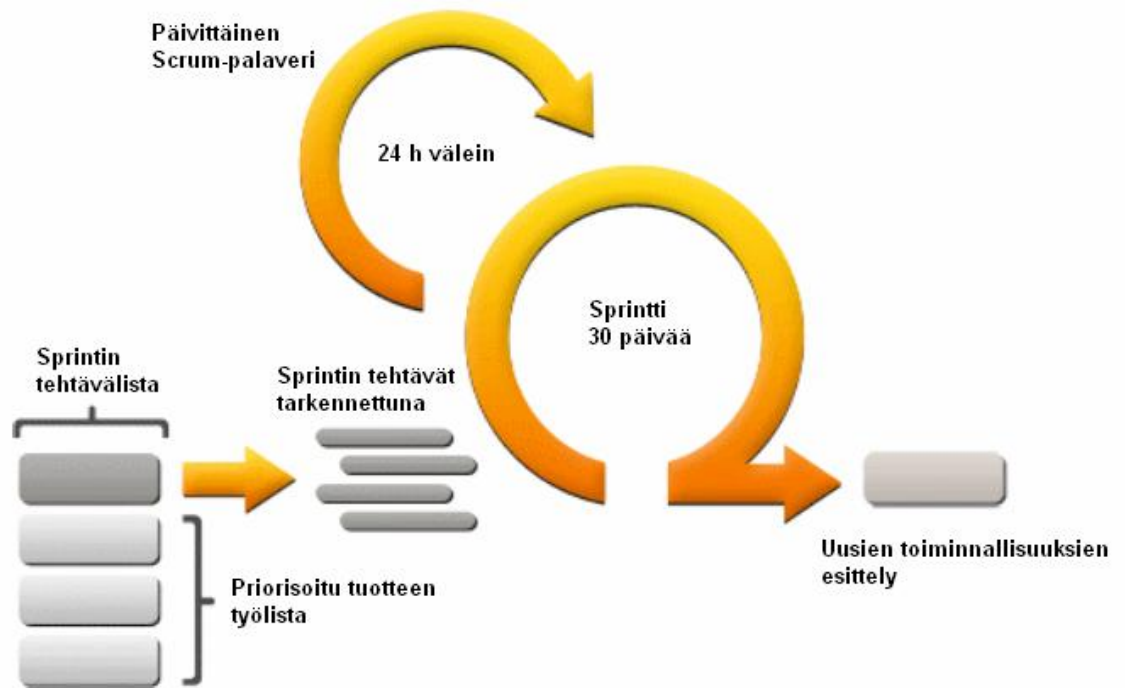 Päivittäinen
Scrum-palaveri
24 h välein
Sprintti
30 päivää
Sprintin
tehtävälista
Sprintin tehtävät
tarkennettuna
Priorisoitu tuotteen
työlista
Uusien toiminnallisuuksien
esittely